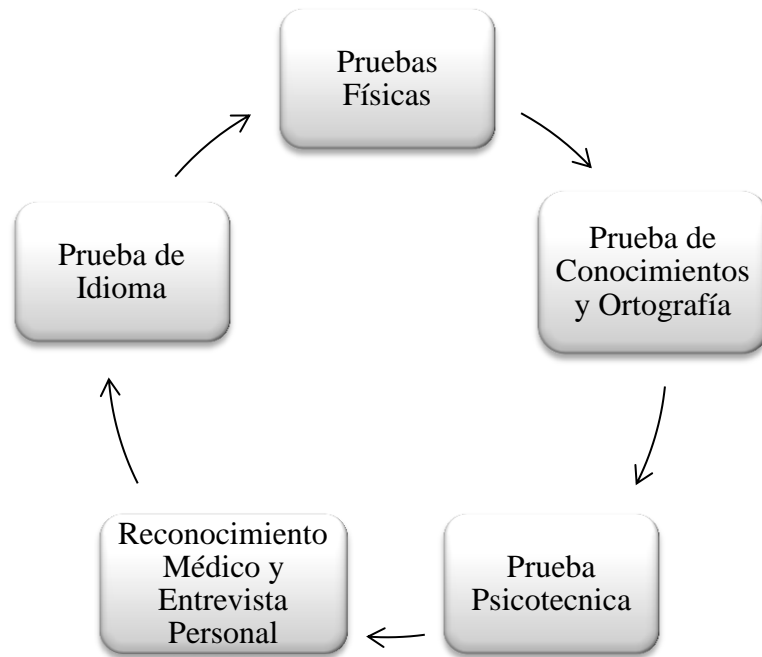 Pruebas
Físicas
Prueba de
Conocimientos
y Ortografía
Prueba
Psicotecnica
Reconocimiento
Médico y
Entrevista
Personal
Prueba de
Idioma